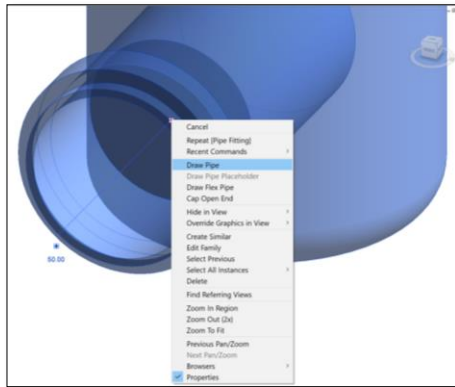 Cancel
Repeat [Pipe Fitting]
Recent Commands
Draw Pipe
Draw Pipe Placeholder
Draw Flex Pipe
Cap Open End
Hide in View
Override Graphics in View
Create Similar
Edit Family
Select Previous
Select All Instances
Delete
Find Referring Views
Zoom In Region
Zoom Out (2x)
Zoom To Fit
Previous Pan/Zoom
Next Pan/Zoom
Browsers
Properties
50.00